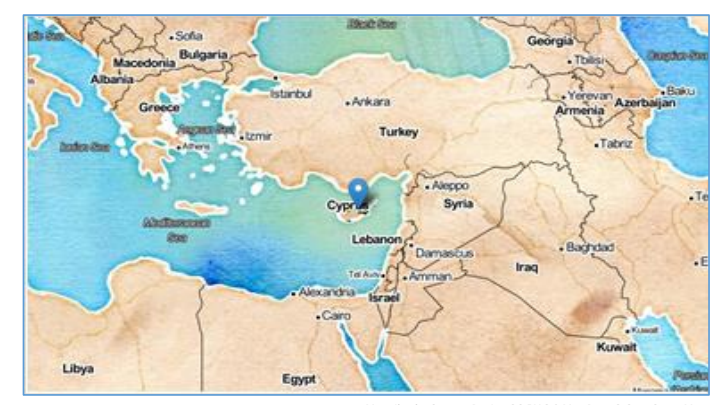 Black Sea
Sofia
Bulgaria
Georgia
Macedonia
Tbilisi
Caspian Sea
Albania
Istanbul
Ankara
Yerevan
Baku
Armenia
Azerbaijan
Greece
Aegean Sea
Izmir
Turkey
Ionian Sea
Athens
Tabriz
Aleppo
Cyprus
Syria
Mediterranean
Sea
Lebanon
Damascus
Baghdad
Tel Aviv
Amman
Iraq
Alexandria
Israel
Cairo
Kuwait
Kuwait
Libya
Egypt